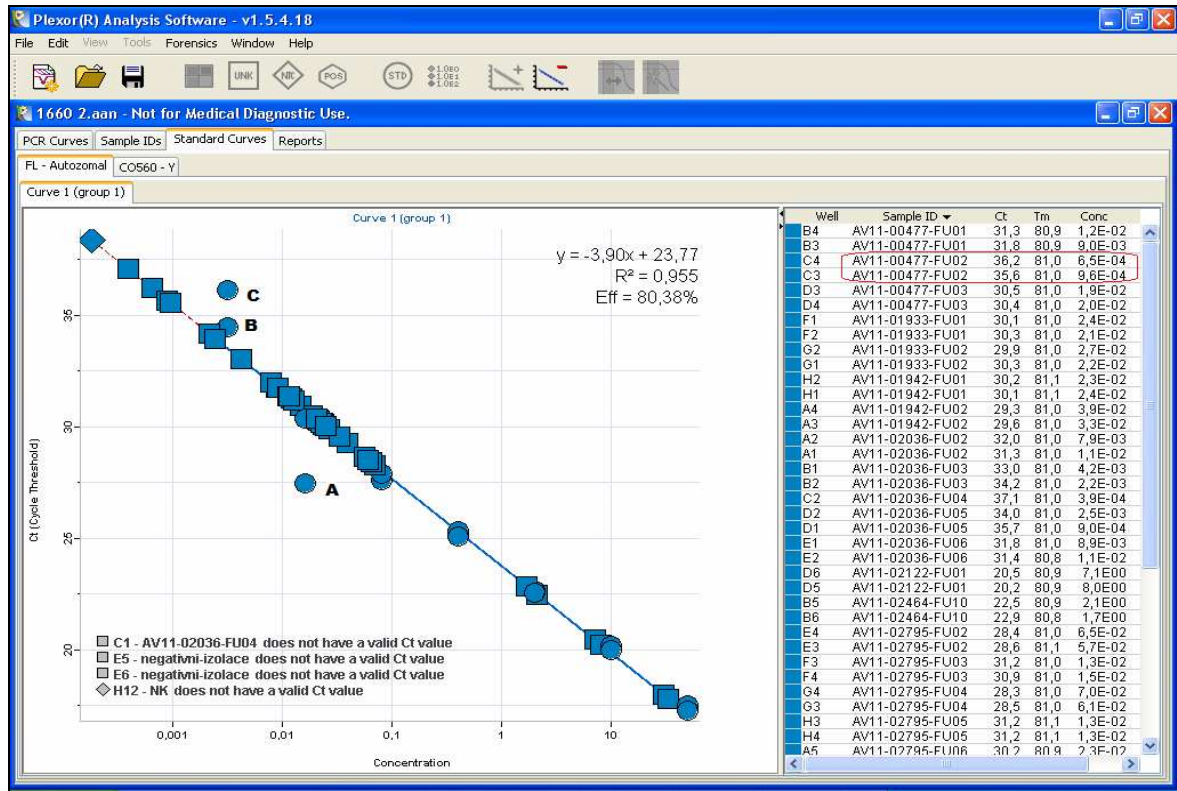 Plexor(R) Analysis Software - v1.5.4.18
File Edit View Tools Forensics Window Help
UNK NTC POS STD 1.0E0
1.0E1
1.0E2
1660 2.aan - Not for Medical Diagnostic Use.
PCR Curves Sample IDs Standard Curves Reports
FL - Autozomal CO560 - Y
Curve 1 (group 1)
Curve 1 (group 1)
y = -3,90x + 23,77
R² = 0,955
Eff = 80,38%
C
B
A
35
30
25
20
Ct (Cycle Threshold)
C1 - AV11-02036-FU04 does not have a valid Ct value
E5 - negativni-izolace does not have a valid Ct value
E6 - negativni-izolace does not have a valid Ct value
H12 - NK does not have a valid Ct value
0,001 0,01 0,1 1 10
Concentration
Well Sample ID Ct Tm Conc
B4 AV11-00477-FU01 31,3 80,9 1,2E-02
B3 AV11-00477-FU01 31,8 80,9 9,0E-03
C4 AV11-00477-FU02 36,2 81,0 6,5E-04
C3 AV11-00477-FU02 35,6 81,0 9,6E-04
D3 AV11-00477-FU03 30,5 81,0 1,9E-02
D4 AV11-00477-FU03 30,4 81,0 2,0E-02
F1 AV11-01933-FU01 30,1 81,0 2,4E-02
F2 AV11-01933-FU01 30,3 81,0 2,1E-02
G2 AV11-01933-FU02 29,9 81,0 2,7E-02
G1 AV11-01933-FU02 30,3 81,0 2,2E-02
H2 AV11-01942-FU01 30,2 81,1 2,3E-02
H1 AV11-01942-FU01 30,1 81,1 2,4E-02
A4 AV11-01942-FU02 29,3 81,0 3,9E-02
A3 AV11-01942-FU02 29,6 81,0 3,3E-02
A2 AV11-02036-FU02 32,0 81,0 7,9E-03
A1 AV11-02036-FU02 31,3 81,0 1,1E-02
B1 AV11-02036-FU03 33,0 81,0 4,2E-03
B2 AV11-02036-FU03 34,2 81,0 2,2E-03
C2 AV11-02036-FU04 37,1 81,0 3,9E-04
D2 AV11-02036-FU05 34,0 81,0 2,5E-03
D1 AV11-02036-FU05 35,7 81,0 9,0E-04
E1 AV11-02036-FU06 31,8 81,0 8,9E-03
E2 AV11-02036-FU06 31,4 80,8 1,1E-02
D6 AV11-02122-FU01 20,5 80,9 7,1E00
D5 AV11-02122-FU01 20,2 80,9 8,0E00
B5 AV11-02464-FU10 22,5 80,9 2,1E00
B6 AV11-02464-FU10 22,9 80,8 1,7E00
E4 AV11-02795-FU02 28,4 81,0 6,5E-02
E3 AV11-02795-FU02 28,6 81,1 5,7E-02
F3 AV11-02795-FU03 31,2 81,0 1,3E-02
F4 AV11-02795-FU03 30,9 81,0 1,5E-02
G4 AV11-02795-FU04 28,3 81,0 7,0E-02
G3 AV11-02795-FU04 28,5 81,0 6,1E-02
H3 AV11-02795-FU05 31,2 81,1 1,3E-02
H4 AV11-02795-FU05 31,2 81,1 1,3E-02
A5 AV11-02795-FU06 30,2 80,9 2,3E-02